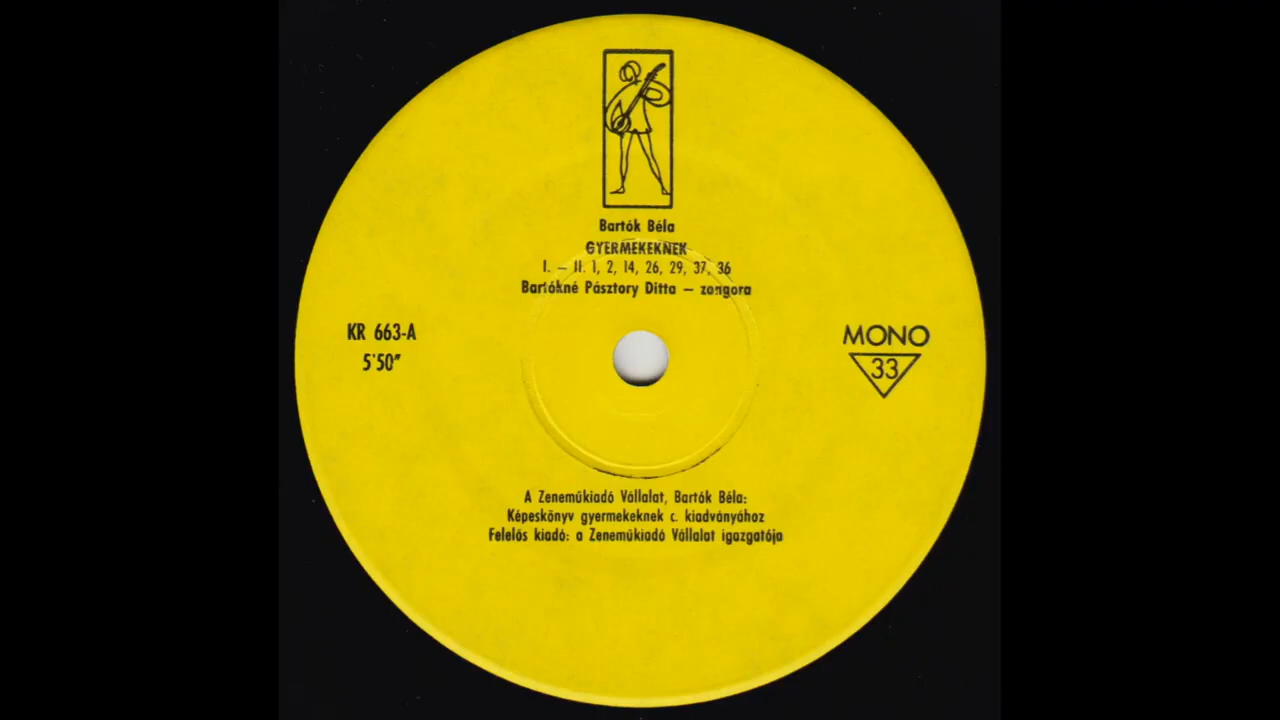 Bartók Béla
GYERMEKEKNEK
I. – II. 1, 2, 14, 26, 29, 37, 36
Bartókné Pásztory Ditta – zongora
KR 663-A
5'50"
MONO
33
A Zeneműkiadó Vállalat, Bartók Béla:
Képeskönyv gyermekeknek c. kiadványához
Felelős kiadó: a Zeneműkiadó Vállalat igazgatója